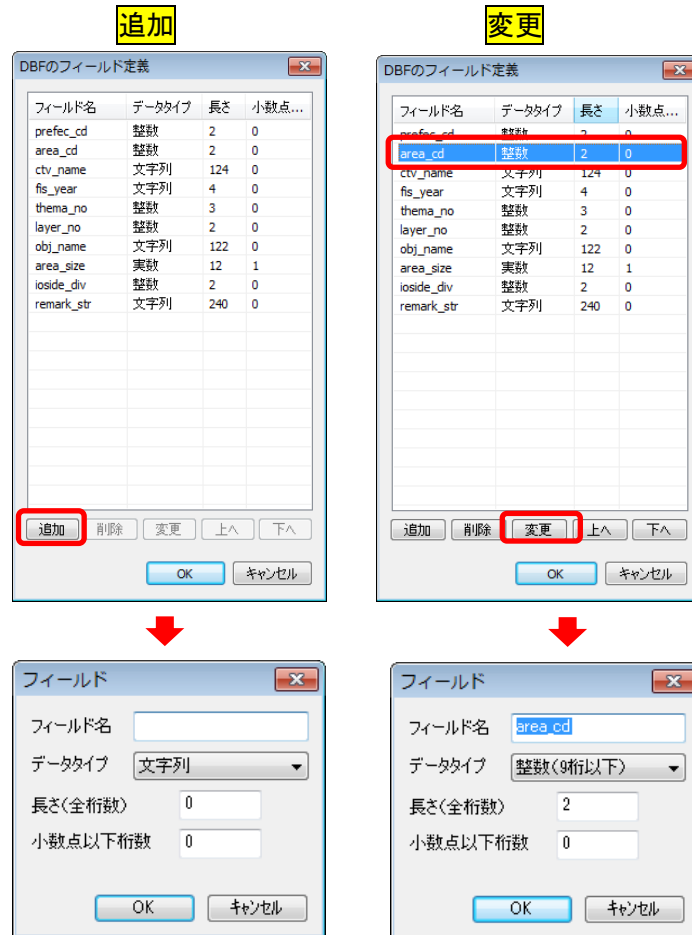 追加
DBFのフィールド定義
フィールド名 データタイプ 長さ 小数点...
prefec_cd 整数 2 0
area_cd 整数 2 0
ctv_name 文字列 124 0
fis_year 文字列 4 0
thema_no 整数 3 0
layer_no 整数 2 0
obj_name 文字列 122 0
area_size 実数 12 1
ioside_div 整数 2 0
remark_str 文字列 240 0
追加 削除 変更 上へ 下へ
OK キャンセル
フィールド
フィールド名
データタイプ 文字列
長さ(全桁数) 0
小数点以下桁数 0
OK キャンセル
変更
DBFのフィールド定義
フィールド名 データタイプ 長さ 小数点...
prefec_cd 整数 2 0
area_cd 整数 2 0
ctv_name 文字列 124 0
fis_year 文字列 4 0
thema_no 整数 3 0
layer_no 整数 2 0
obj_name 文字列 122 0
area_size 実数 12 1
ioside_div 整数 2 0
remark_str 文字列 240 0
追加 削除 変更 上へ 下へ
OK キャンセル
フィールド
フィールド名 area_cd
データタイプ 整数(9桁以下)
長さ(全桁数) 2
小数点以下桁数 0
OK キャンセル